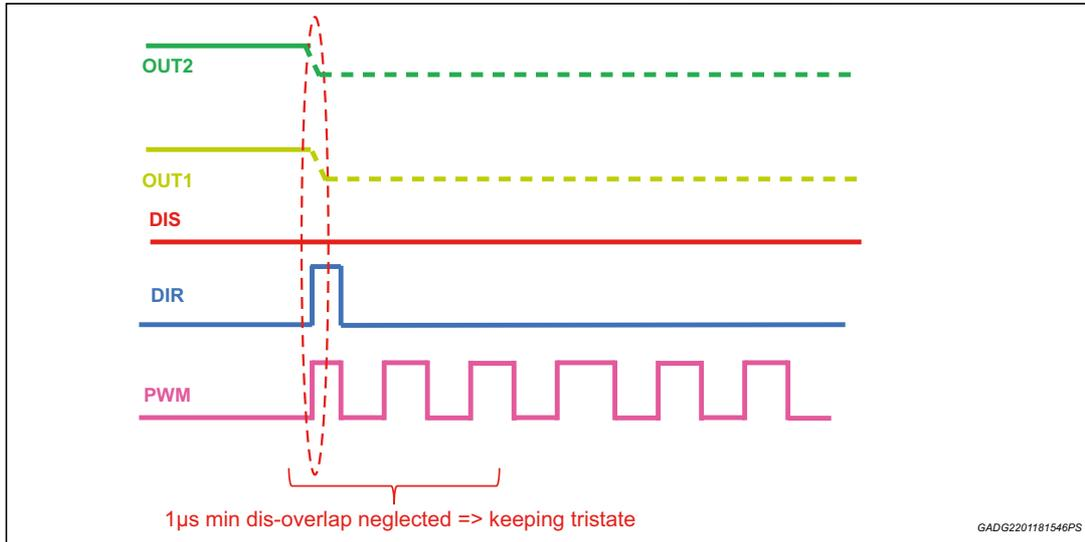 OUT2
OUT1
DIS
DIR
PWM
1µs min dis-overlap neglected => keeping tristate
GADG2201181546PS